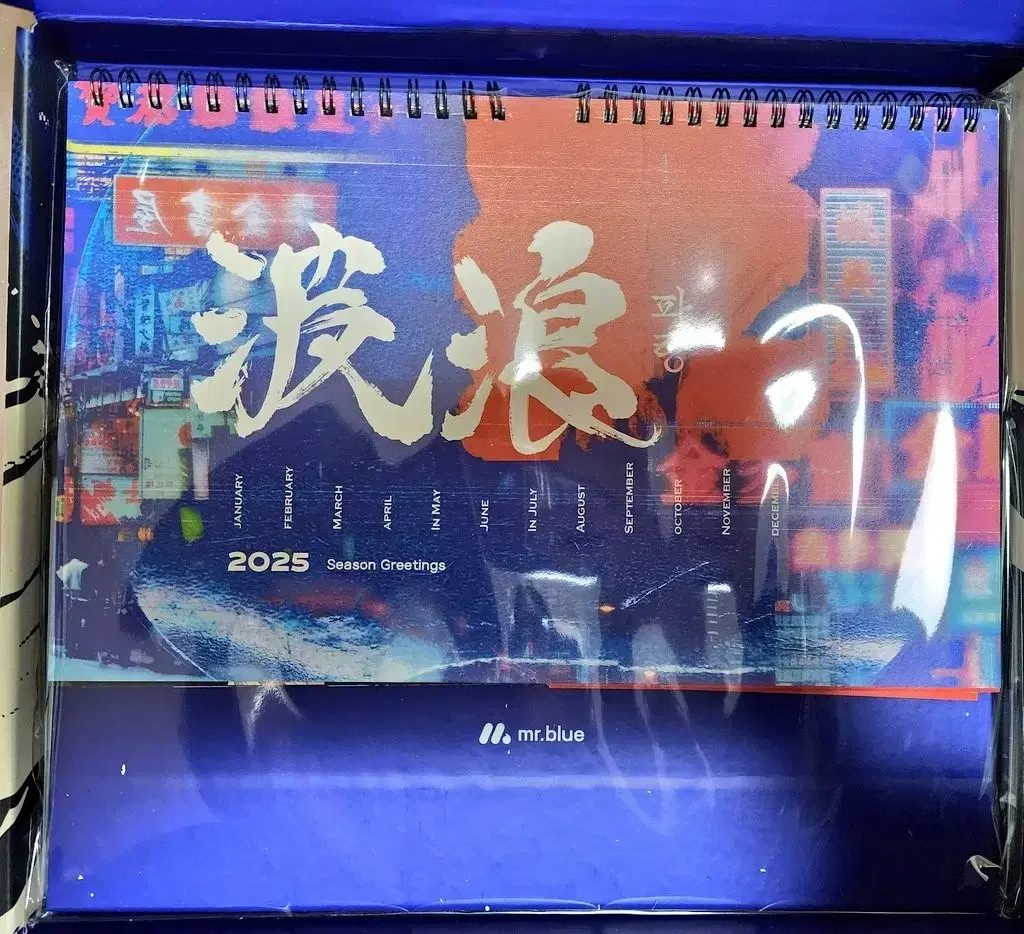 波浪
파
JANUARY
FEBRUARY
MARCH
APRIL
IN MAY
JUNE
IN JULY
AUGUST
SEPTEMBER
OCTOBER
NOVEMBER
2025 Season Greetings
mr.blue